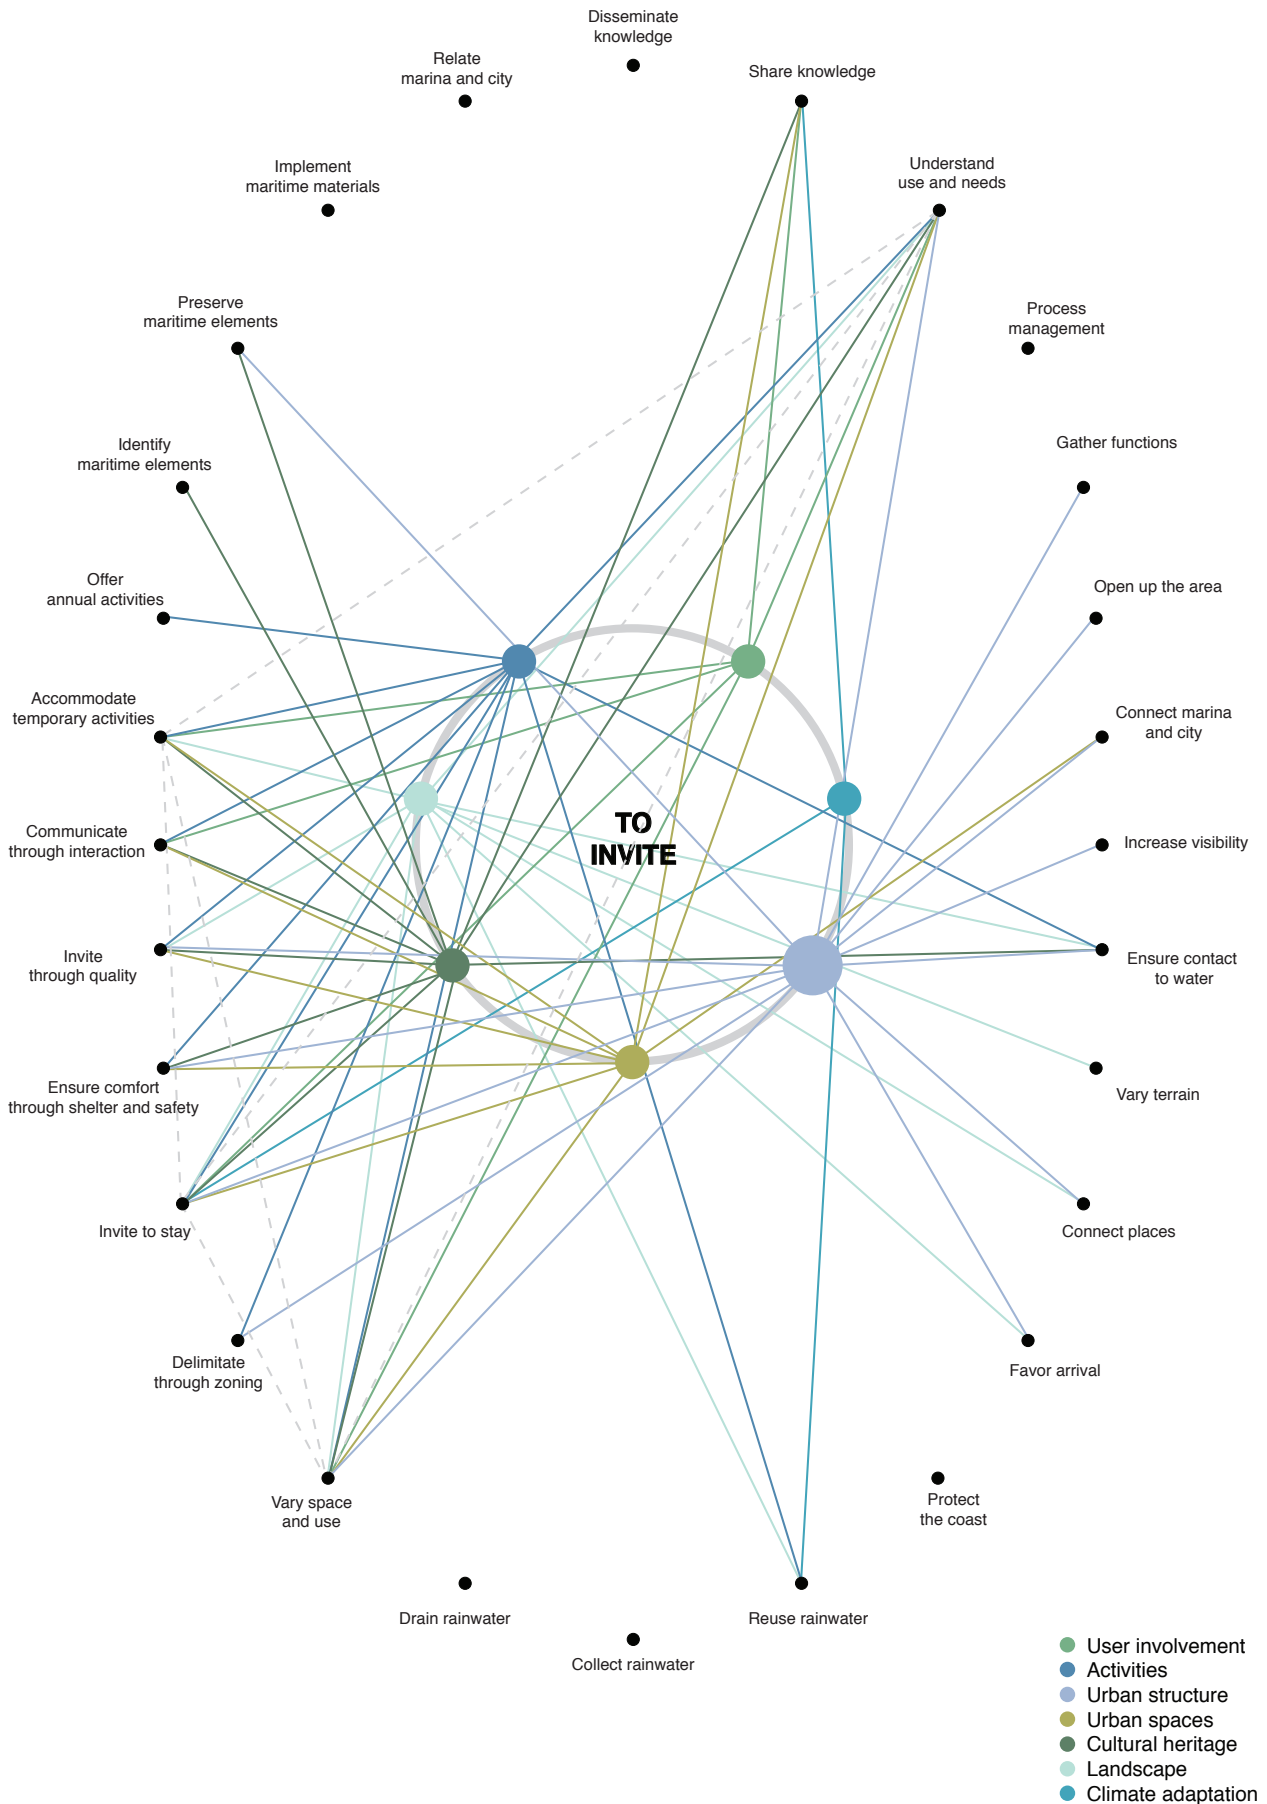 Disseminate
knowledge
Relate
marina and city
Share knowledge
Implement
maritime materials
Understand
use and needs
Preserve
maritime elements
Process
management
Identify
maritime elements
Gather functions
Offer
annual activities
Open up the area
Accommodate
temporary activities
Connect marina
and city
TO
INVITE
Communicate
through interaction
Increase visibility
Invite
through quality
Ensure contact
to water
Ensure comfort
through shelter and safety
Vary terrain
Invite to stay
Connect places
Delimitate
through zoning
Favor arrival
Vary space
and use
Protect
the coast
Drain rainwater
Reuse rainwater
Collect rainwater
User involvement
Activities
Urban structure
Urban spaces
Cultural heritage
Landscape
Climate adaptation